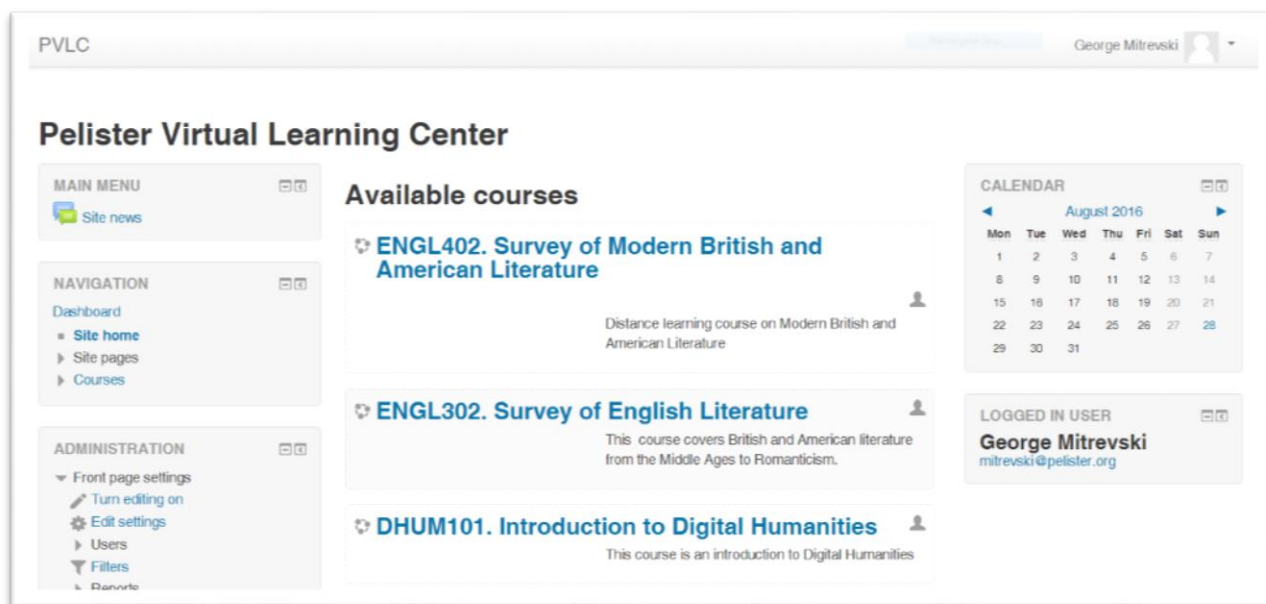 PVLC
George Mitrevski
Pelister Virtual Learning Center
MAIN MENU
Site news
NAVIGATION
Dashboard
Site home
Site pages
Courses
ADMINISTRATION
Front page settings
Turn editing on
Edit settings
Users
Filters
Reports
Available courses
ENGL402. Survey of Modern British and
American Literature
Distance learning course on Modern British and
American Literature
ENGL302. Survey of English Literature
This course covers British and American literature
from the Middle Ages to Romanticism.
DHUM101. Introduction to Digital Humanities
This course is an introduction to Digital Humanities
CALENDAR
August 2016
Mon Tue Wed Thu Fri Sat Sun
1 2 3 4 5 6 7
8 9 10 11 12 13 14
15 16 17 18 19 20 21
22 23 24 25 26 27 28
29 30 31
LOGGED IN USER
George Mitrevski
mitrevski@pelister.org